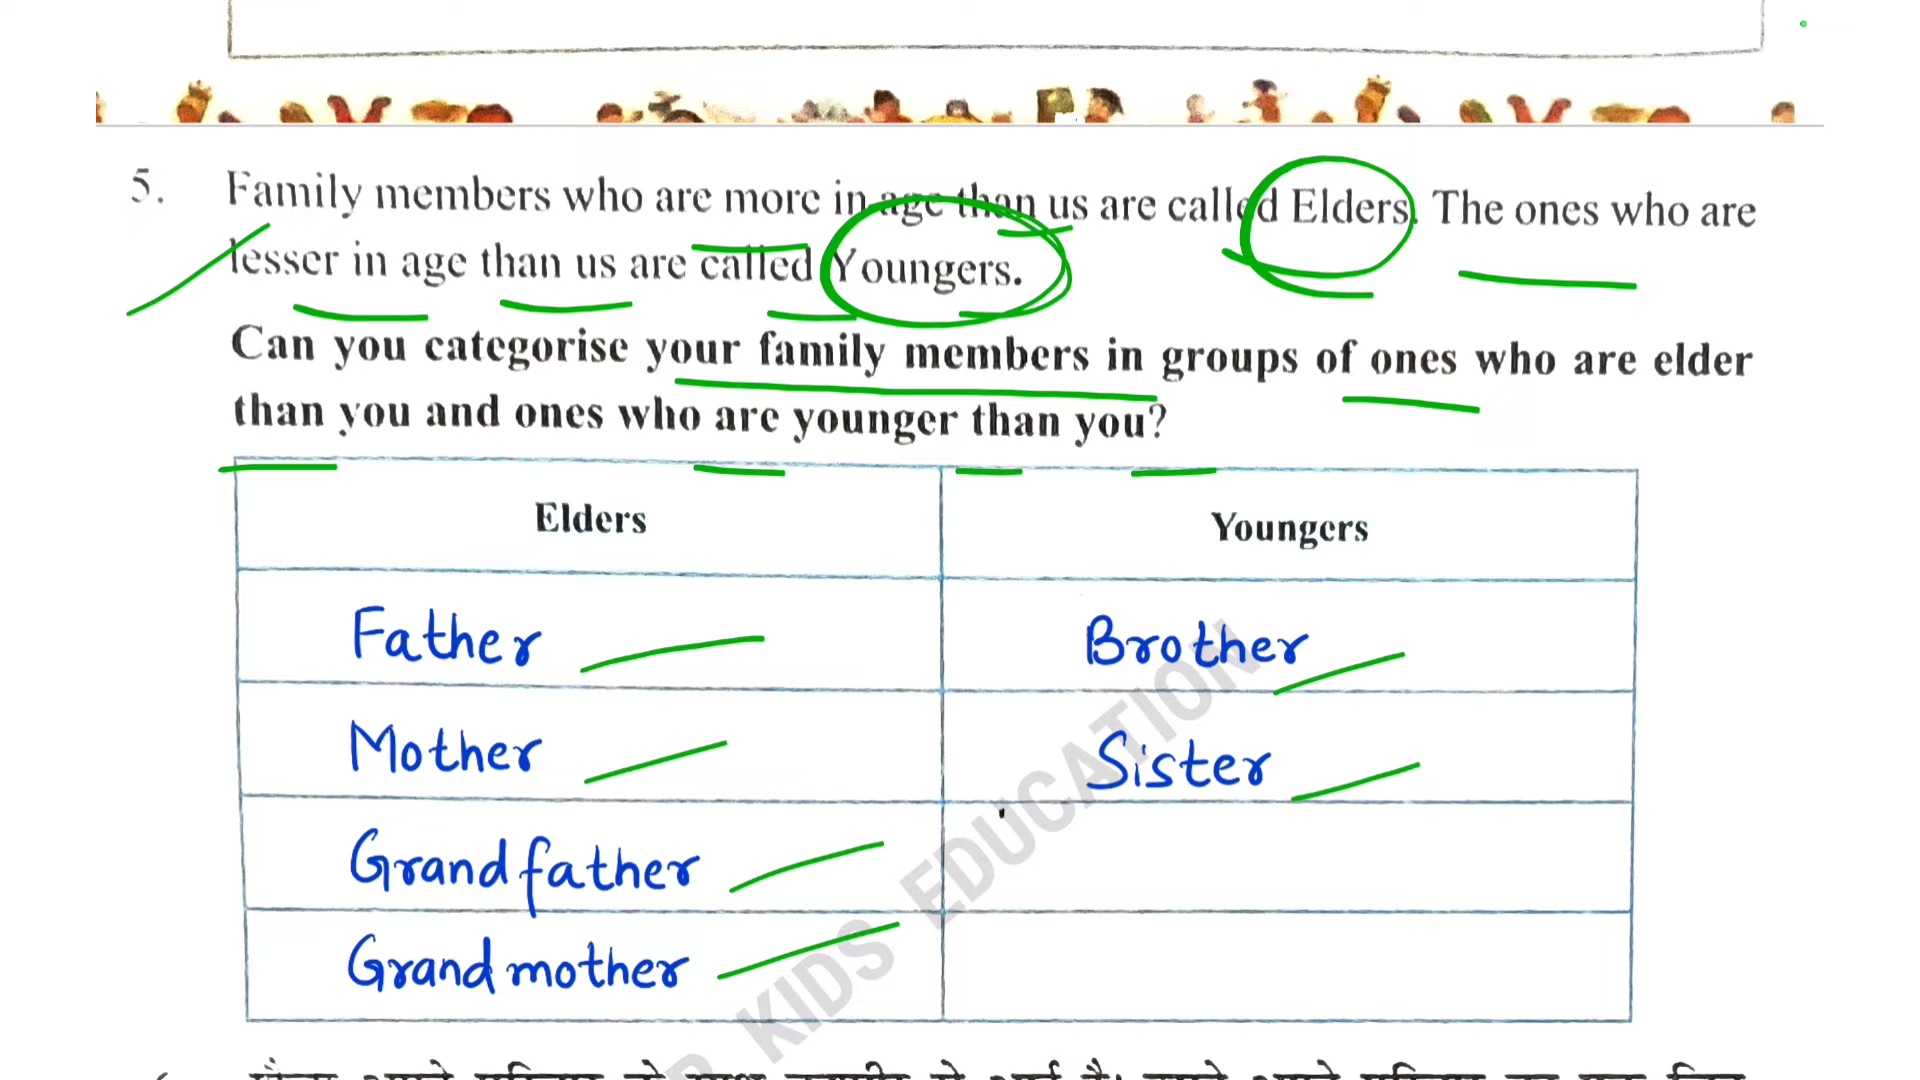 5. Family members who are more in age than us are called Elders. The ones who are
lesser in age than us are called Youngers.
Can you categorise your family members in groups of ones who are elder
than you and ones who are younger than you?
Elders Youngers
Father Brother
Mother Sister
Grandfather
Grandmother
KIDS EDUCATION